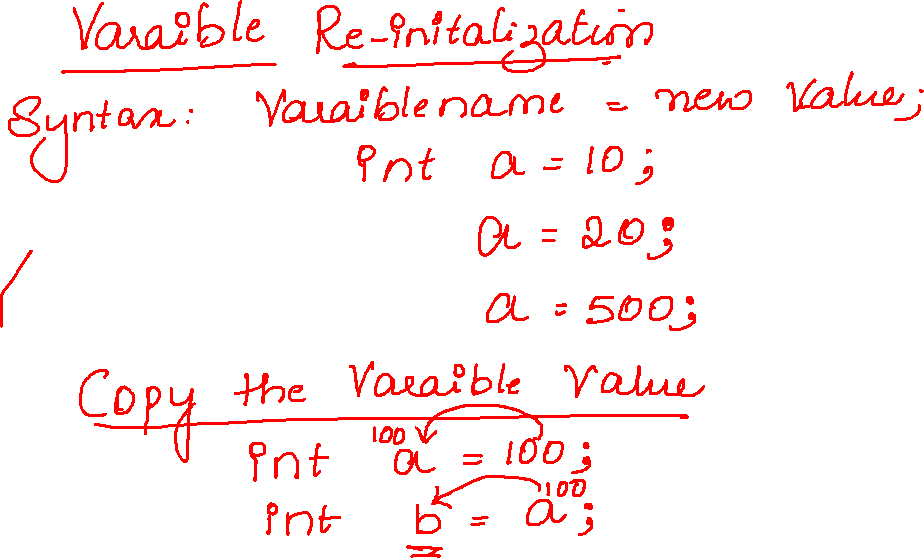 Varaible Re-initalization
Syntax: Varaiblename = new value;
int a = 10;
a = 20;
a = 500;
Copy the Varaible Value
100
int a = 100;
100
int b = a;